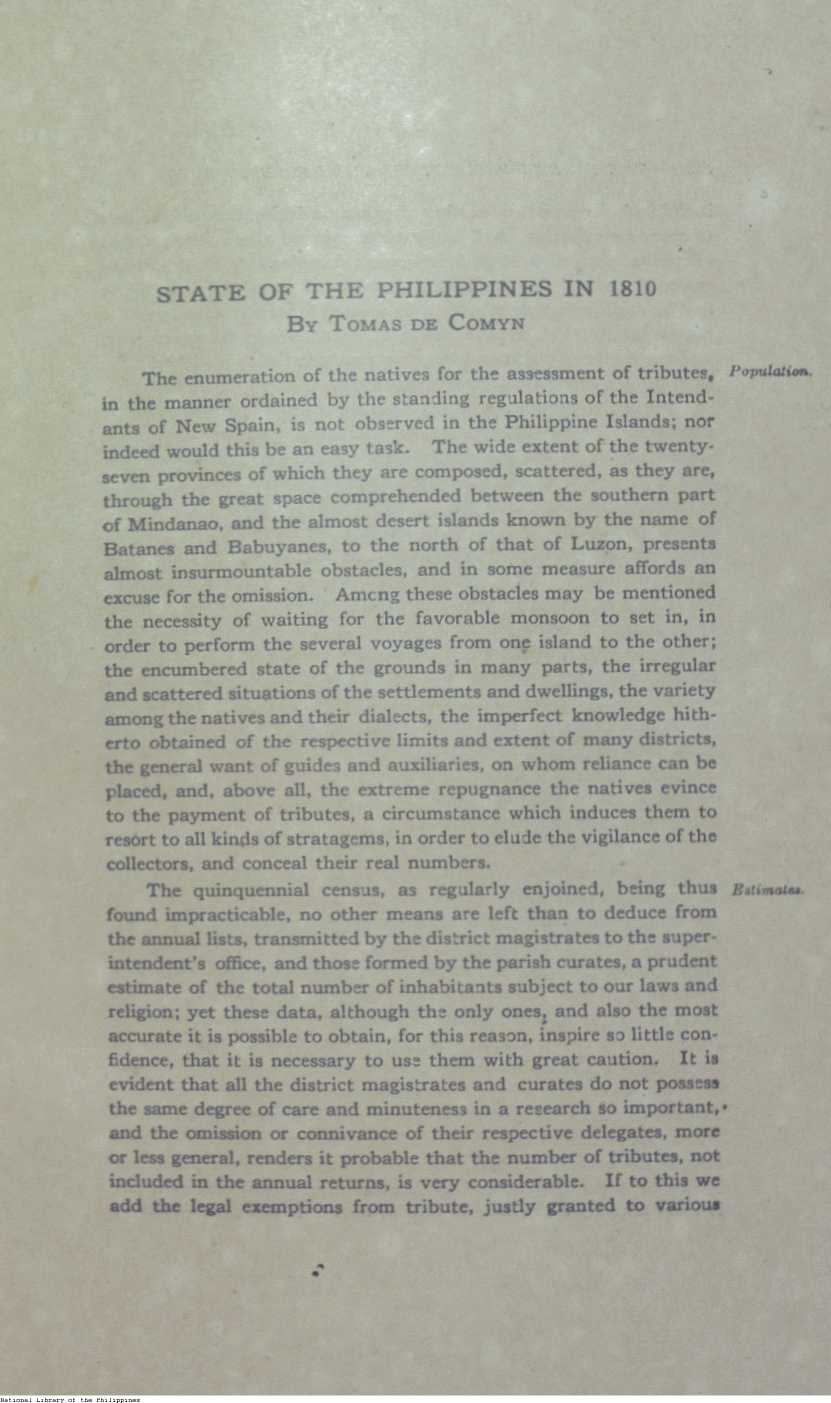 STATE OF THE PHILIPPINES IN 1810
BY TOMAS DE COMYN
The enumeration of the natives for the assessment of tributes, Population.
in the manner ordained by the standing regulations of the Intend-
ants of New Spain, is not observed in the Philippine Islands; nor
indeed would this be an easy task. The wide extent of the twenty-
seven provinces of which they are composed, scattered, as they are,
through the great space comprehended between the southern part
of Mindanao, and the almost desert islands known by the name of
Batanes and Babuyanes, to the north of that of Luzon, presents
almost insurmountable obstacles, and in some measure affords an
excuse for the omission. Among these obstacles may be mentioned
the necessity of waiting for the favorable monsoon to set in, in
order to perform the several voyages from one island to the other;
the encumbered state of the grounds in many parts, the irregular
and scattered situations of the settlements and dwellings, the variety
among the natives and their dialects, the imperfect knowledge hith-
erto obtained of the respective limits and extent of many districts,
the general want of guides and auxiliaries, on whom reliance can be
placed, and, above all, the extreme repugnance the natives evince
to the payment of tributes, a circumstance which induces them to
resort to all kinds of stratagems, in order to elude the vigilance of the
collectors, and conceal their real numbers.
The quinquennial census, as regularly enjoined, being thus Estimates.
found impracticable, no other means are left than to deduce from
the annual lists, transmitted by the district magistrates to the super-
intendent's office, and those formed by the parish curates, a prudent
estimate of the total number of inhabitants subject to our laws and
religion; yet these data, although the only ones, and also the most
accurate it is possible to obtain, for this reason, inspire so little con-
fidence, that it is necessary to use them with great caution. It is
evident that all the district magistrates and curates do not possess
the same degree of care and minuteness in a research so important,
and the omission or connivance of their respective delegates, more
or less general, renders it probable that the number of tributes, not
included in the annual returns, is very considerable. If to this we
add the legal exemptions from tribute, justly granted to various
National Library of the Philippines